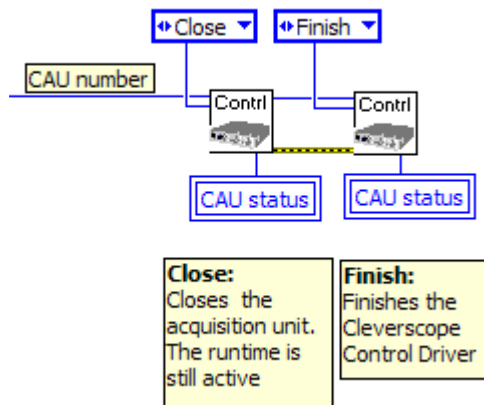 Close
Finish
CAU number
Contrl
Contrl
CAU status
CAU status
Close:
Closes the
acquisition unit.
The runtime is
still active
Finish:
Finishes the
Cleverscope
Control Driver